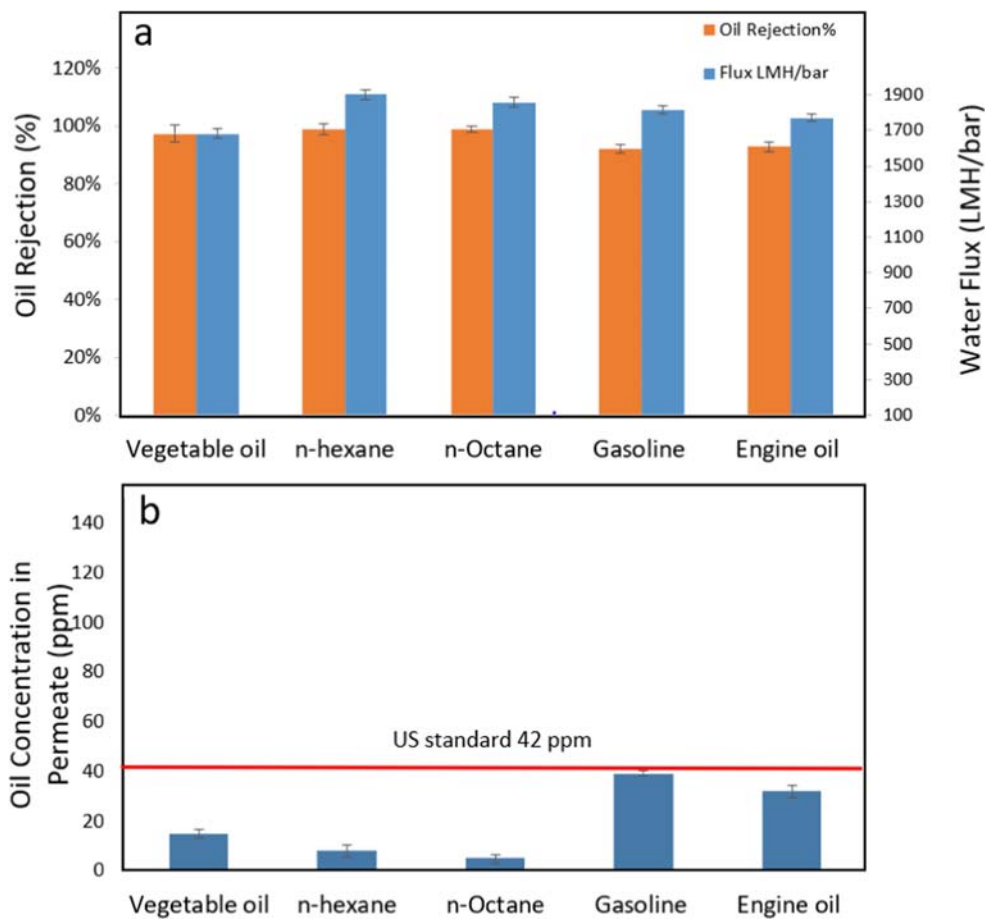 a
Oil Rejection%
Flux LMH/bar
Oil Rejection (%)
120%
100%
80%
60%
40%
20%
0%
1900
1700
1500
1300
1100
900
700
500
300
100
Water Flux (LMH/bar)
Vegetable oil n-hexane n-Octane Gasoline Engine oil
b
Oil Concentration in
Permeate (ppm)
140
120
100
80
60
40
20
0
US standard 42 ppm
Vegetable oil n-hexane n-Octane Gasoline Engine oil